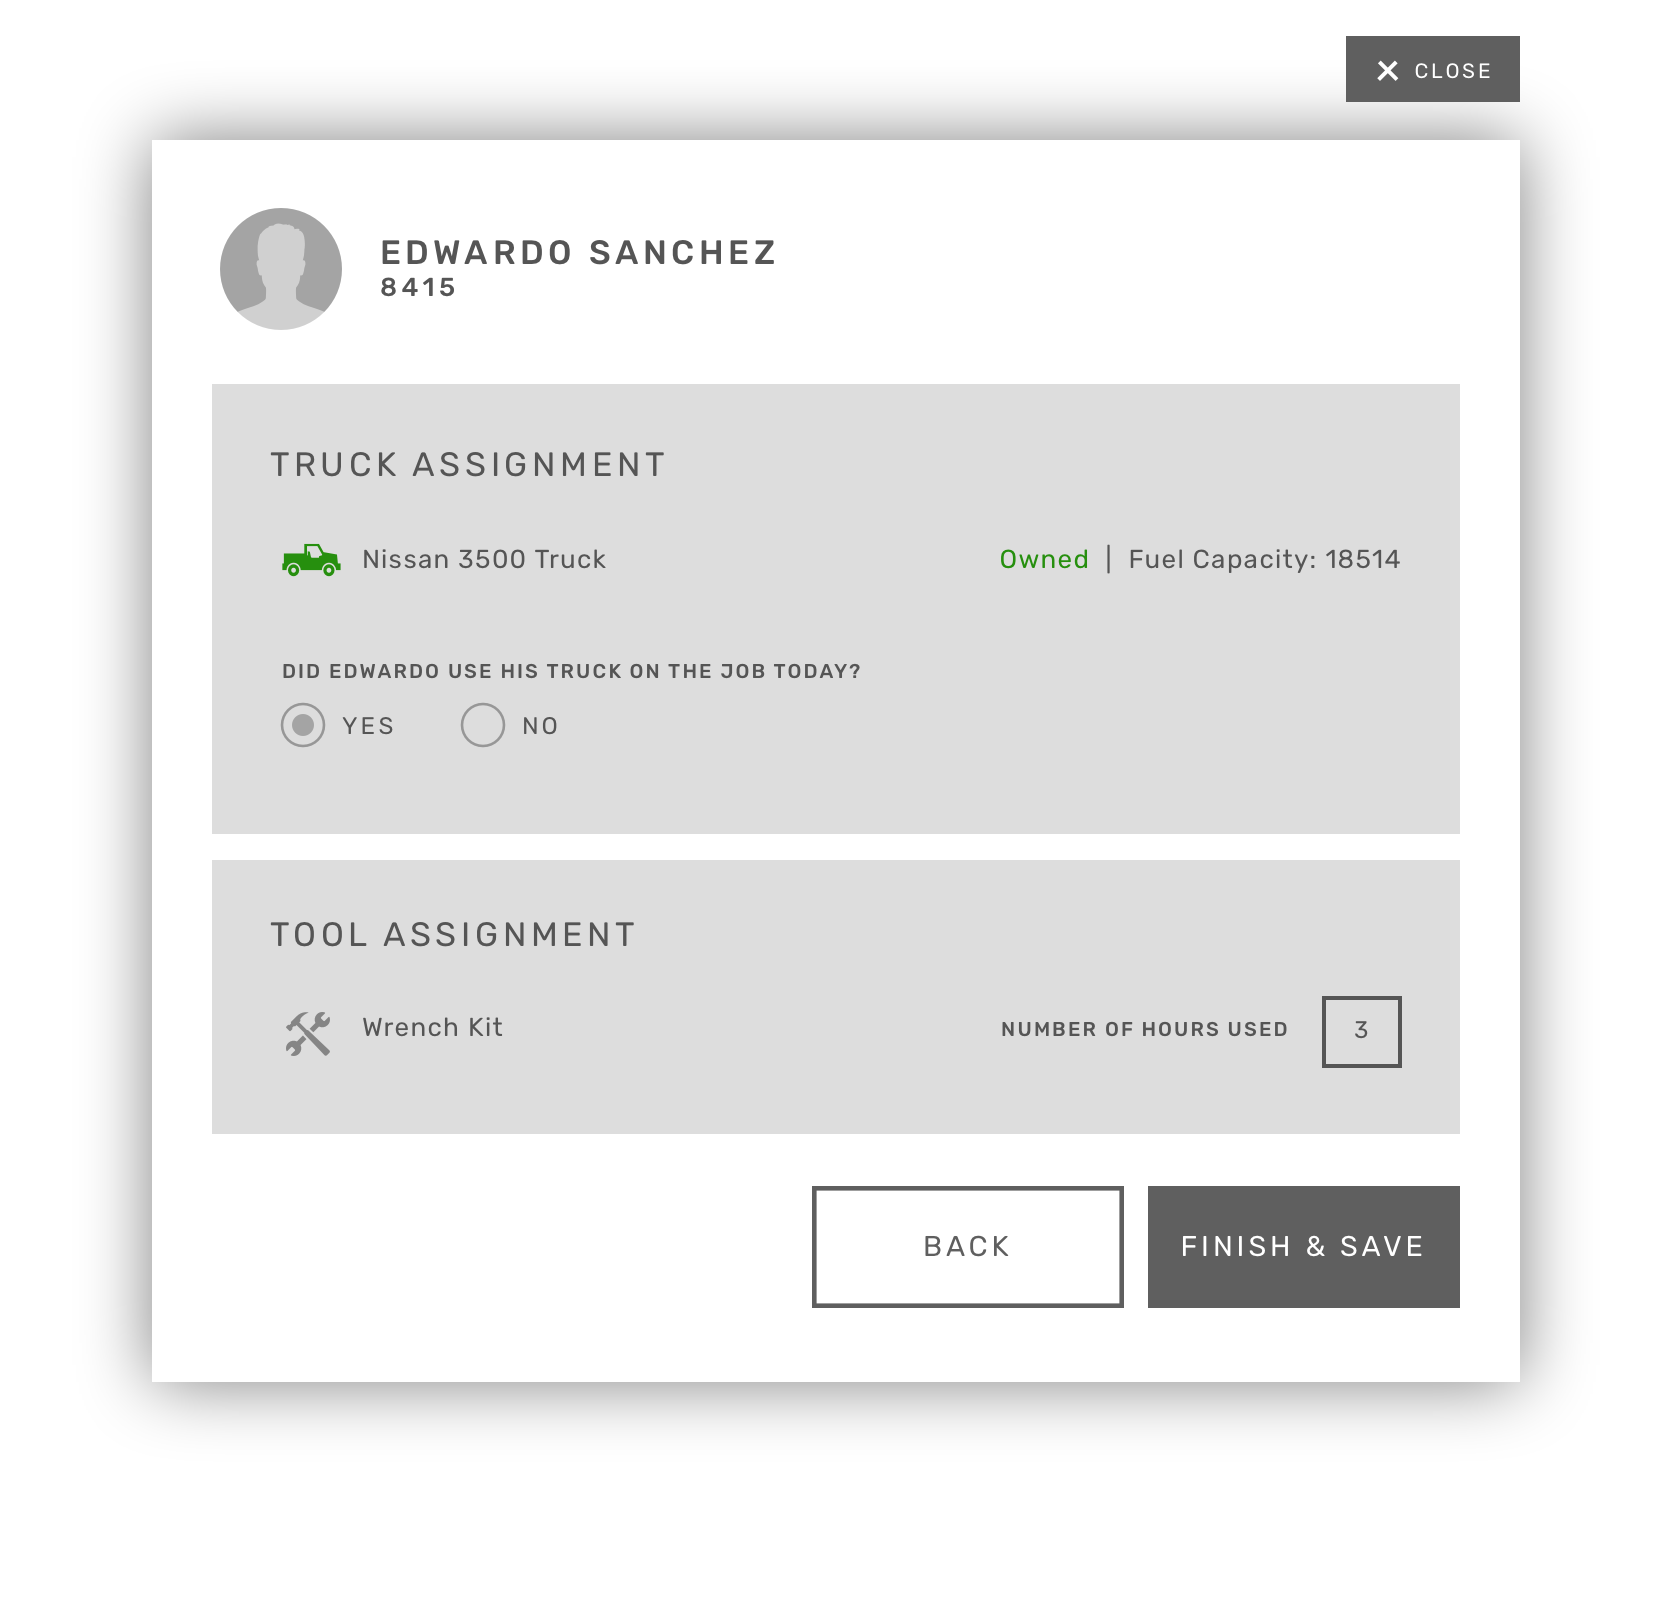 CLOSE
EDWARDO SANCHEZ
8415
TRUCK ASSIGNMENT
Nissan 3500 Truck
Owned | Fuel Capacity: 18514
DID EDWARDO USE HIS TRUCK ON THE JOB TODAY?
YES NO
TOOL ASSIGNMENT
Wrench Kit
NUMBER OF HOURS USED 3
BACK FINISH & SAVE